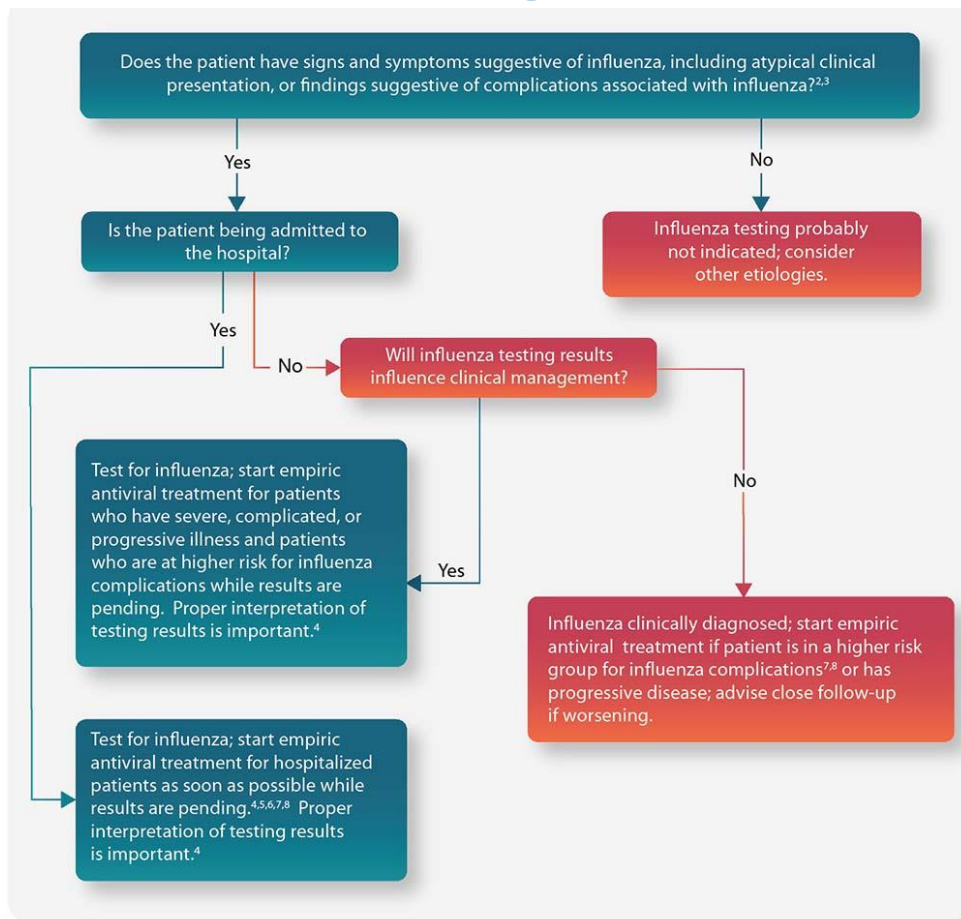 Does the patient have signs and symptoms suggestive of influenza, including atypical clinical
presentation, or findings suggestive of complications associated with influenza?²,³
Yes
No
Is the patient being admitted to
the hospital?
Influenza testing probably
not indicated; consider
other etiologies.
Yes
No
Will influenza testing results
influence clinical management?
Test for influenza; start empiric
antiviral treatment for patients
who have severe, complicated, or
progressive illness and patients
who are at higher risk for influenza
complications while results are
pending. Proper interpretation of
testing results is important.⁴
Yes
No
Influenza clinically diagnosed; start empiric
antiviral treatment if patient is in a higher risk
group for influenza complications⁷,⁸ or has
progressive disease; advise close follow-up
if worsening.
Test for influenza; start empiric
antiviral treatment for hospitalized
patients as soon as possible while
results are pending.⁴,⁵,⁶,⁷,⁸ Proper
interpretation of testing results
is important.⁴